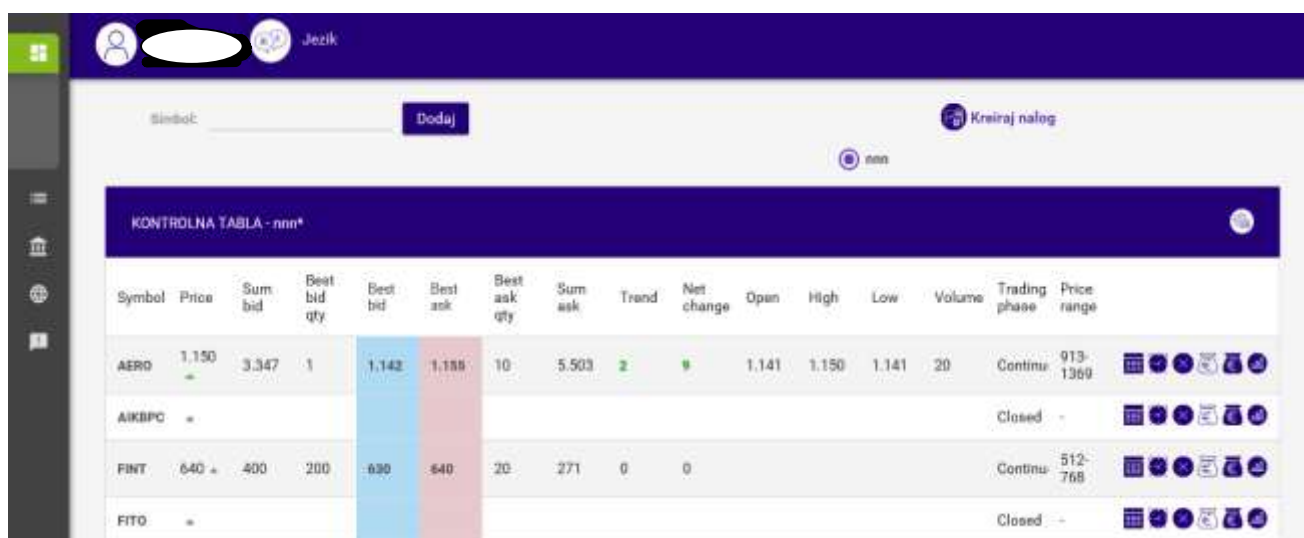 Jezik
Simbol: Dodaj Kreiraj nalog
nnn
KONTROLNA TABLA - nnn*
Symbol Price Sum bid Best bid qty Best bid Best ask Best ask qty Sum ask Trend Net change Open High Low Volume Trading phase Price range
AERO 1.150 3.347 1 1.142 1.155 10 5.503 2 9 1.141 1.150 1.141 20 Continu 913-1369
AIKBPC Closed -
FINT 640 400 200 630 640 20 271 0 0 Continu 512-768
FITO Closed -